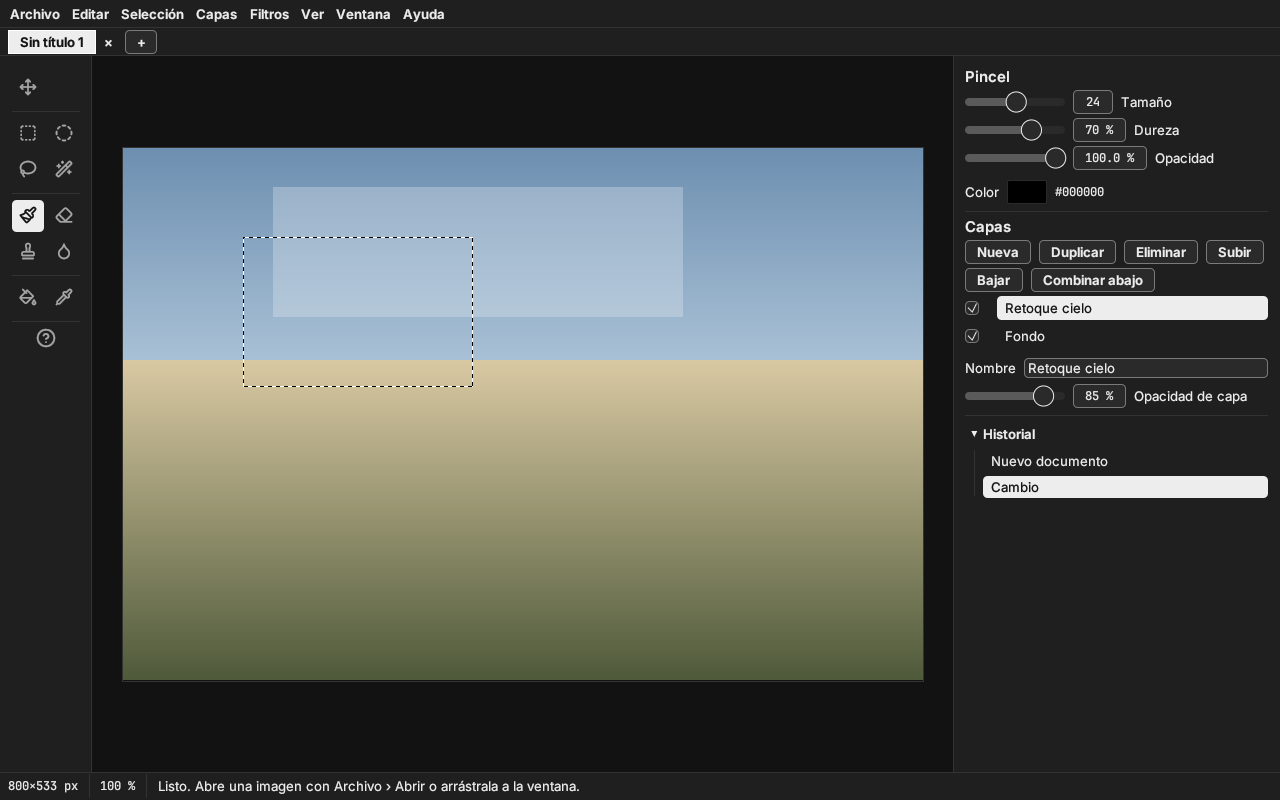 Archivo Editar Selección Capas Filtros Ver Ventana Ayuda
Sin título 1 × +
Pincel
24 Tamaño
70 % Dureza
100.0 % Opacidad
Color #000000
Capas
Nueva Duplicar Eliminar Subir
Bajar Combinar abajo
Retoque cielo
Fondo
Nombre Retoque cielo
85 % Opacidad de capa
Historial
Nuevo documento
Cambio
800×533 px 100 % Listo. Abre una imagen con Archivo › Abrir o arrástrala a la ventana.